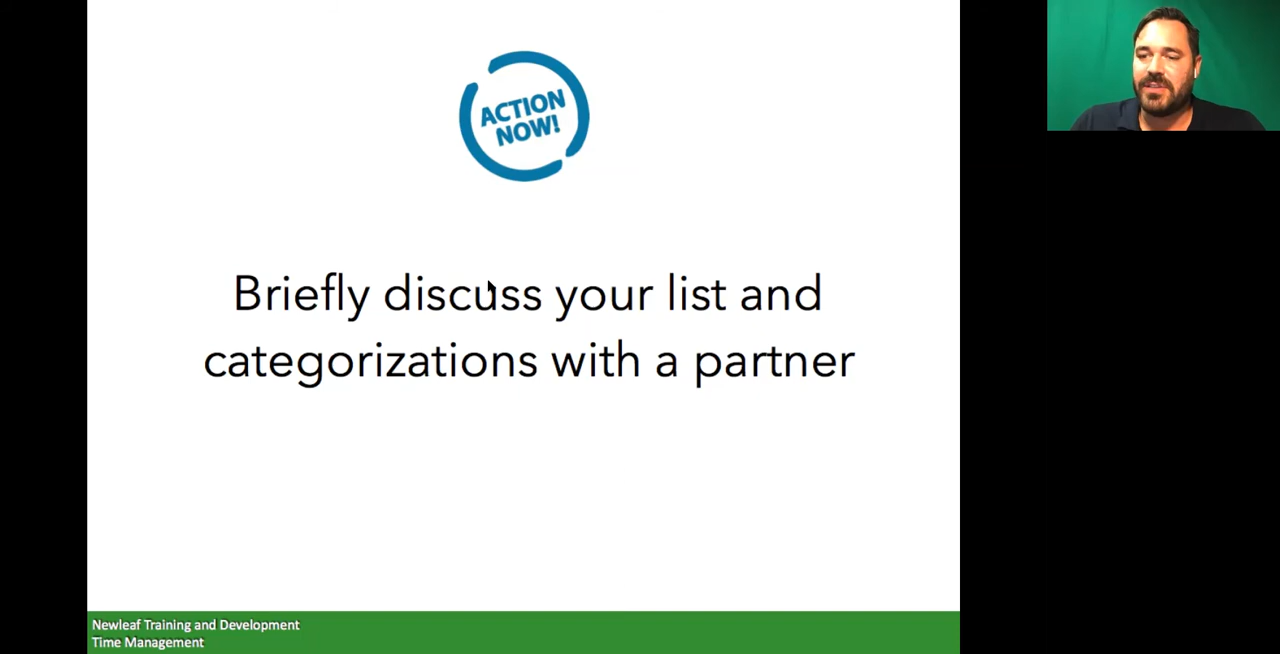 ACTION
NOW!
Briefly discuss your list and
categorizations with a partner
Newleaf Training and Development
Time Management